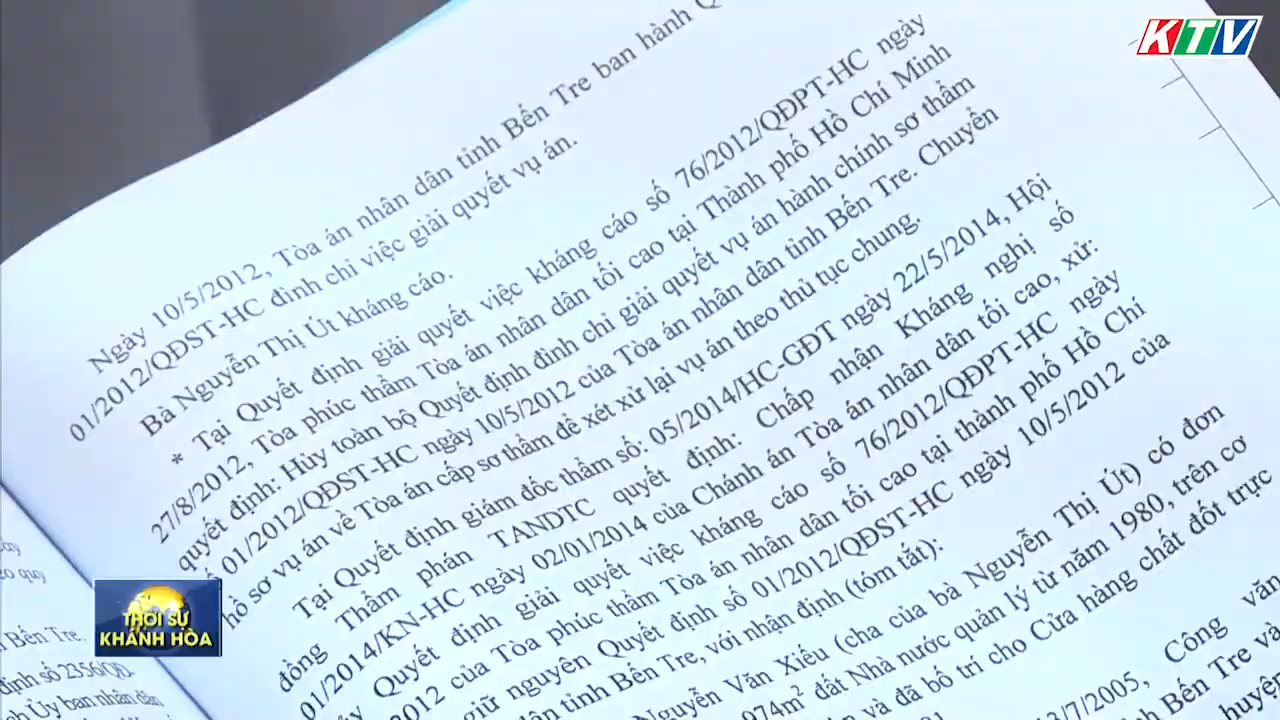 KTV
Ngày 10/5/2012, Tòa án nhân dân tỉnh Bến Tre ban hành
01/2012/QĐST-HC đình chỉ việc giải quyết vụ án.
Bà Nguyễn Thị Út kháng cáo.
* Tại Quyết định giải quyết việc kháng cáo số 76/2012/QĐPT-HC ngày
27/8/2012, Tòa phúc thẩm Tòa án nhân dân tối cao tại Thành phố Hồ Chí Minh
quyết định: Hủy toàn bộ Quyết định đình chỉ giải quyết vụ án hành chính sơ thẩm
số 01/2012/QĐST-HC ngày 10/5/2012 của Tòa án nhân dân tỉnh Bến Tre. Chuyển
hồ sơ vụ án về Tòa án cấp sơ thẩm để xét xử lại vụ án theo thủ tục chung.
Tại Quyết định giám đốc thẩm số: 05/2014/HC-GĐT ngày 22/5/2014, Hội
đồng Thẩm phán TANDTC quyết định: Chấp nhận Kháng nghị số
01/2014/KN-HC ngày 02/01/2014 của Chánh án Tòa án nhân dân tối cao, xử:
Quyết định giải quyết việc kháng cáo số 76/2012/QĐPT-HC ngày
2012 của Tòa phúc thẩm Tòa án nhân dân tối cao tại thành phố Hồ Chí
giữ nguyên Quyết định số 01/2012/QĐST-HC ngày 10/5/2012 của
dân tỉnh Bến Tre, với nhận định (tóm tắt):
Nguyễn Văn Xiếu (cha của bà Nguyễn Thị Út) có đơn
974m² đất Nhà nước quản lý từ năm 1980, trên cơ
và đã bố trí cho Cửa hàng chất đốt trực
/7/2005, Công văn
Bến Tre và
huyện
quy
Bến Tre.
định số 2356/QĐ-
Ủy ban nhân dân
THỜI SỰ
KHÁNH HÒA